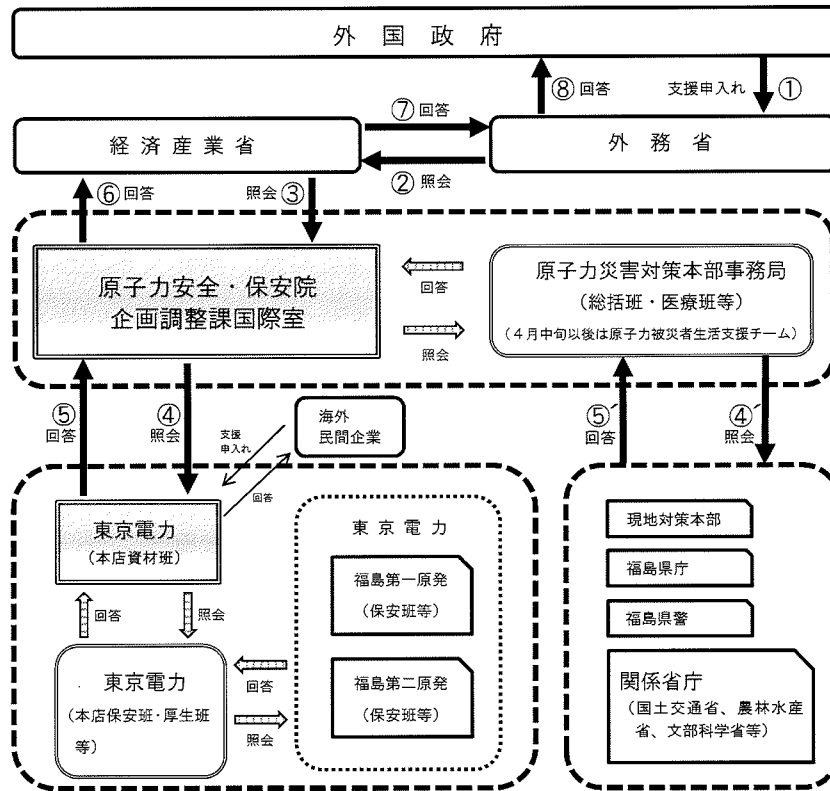 外国政府
⑧ 回答
支援申入れ ①
⑦ 回答
経済産業省
外務省
② 照会
⑥ 回答
照会 ③
原子力安全・保安院
企画調整課国際室
回答
照会
原子力災害対策本部事務局
(総括班・医療班等)
(4月中旬以後は原子力被災者生活支援チーム)
⑤
回答
④
照会
支援
申入れ
回答
海外
民間企業
⑤´
回答
④´
照会
東京電力
(本店資材班)
回答
照会
東京電力
(本店保安班・厚生班
等)
回答
照会
東京電力
福島第一原発
(保安班等)
福島第二原発
(保安班等)
現地対策本部
福島県庁
福島県警
関係省庁
(国土交通省、農林水産
省、文部科学省等)